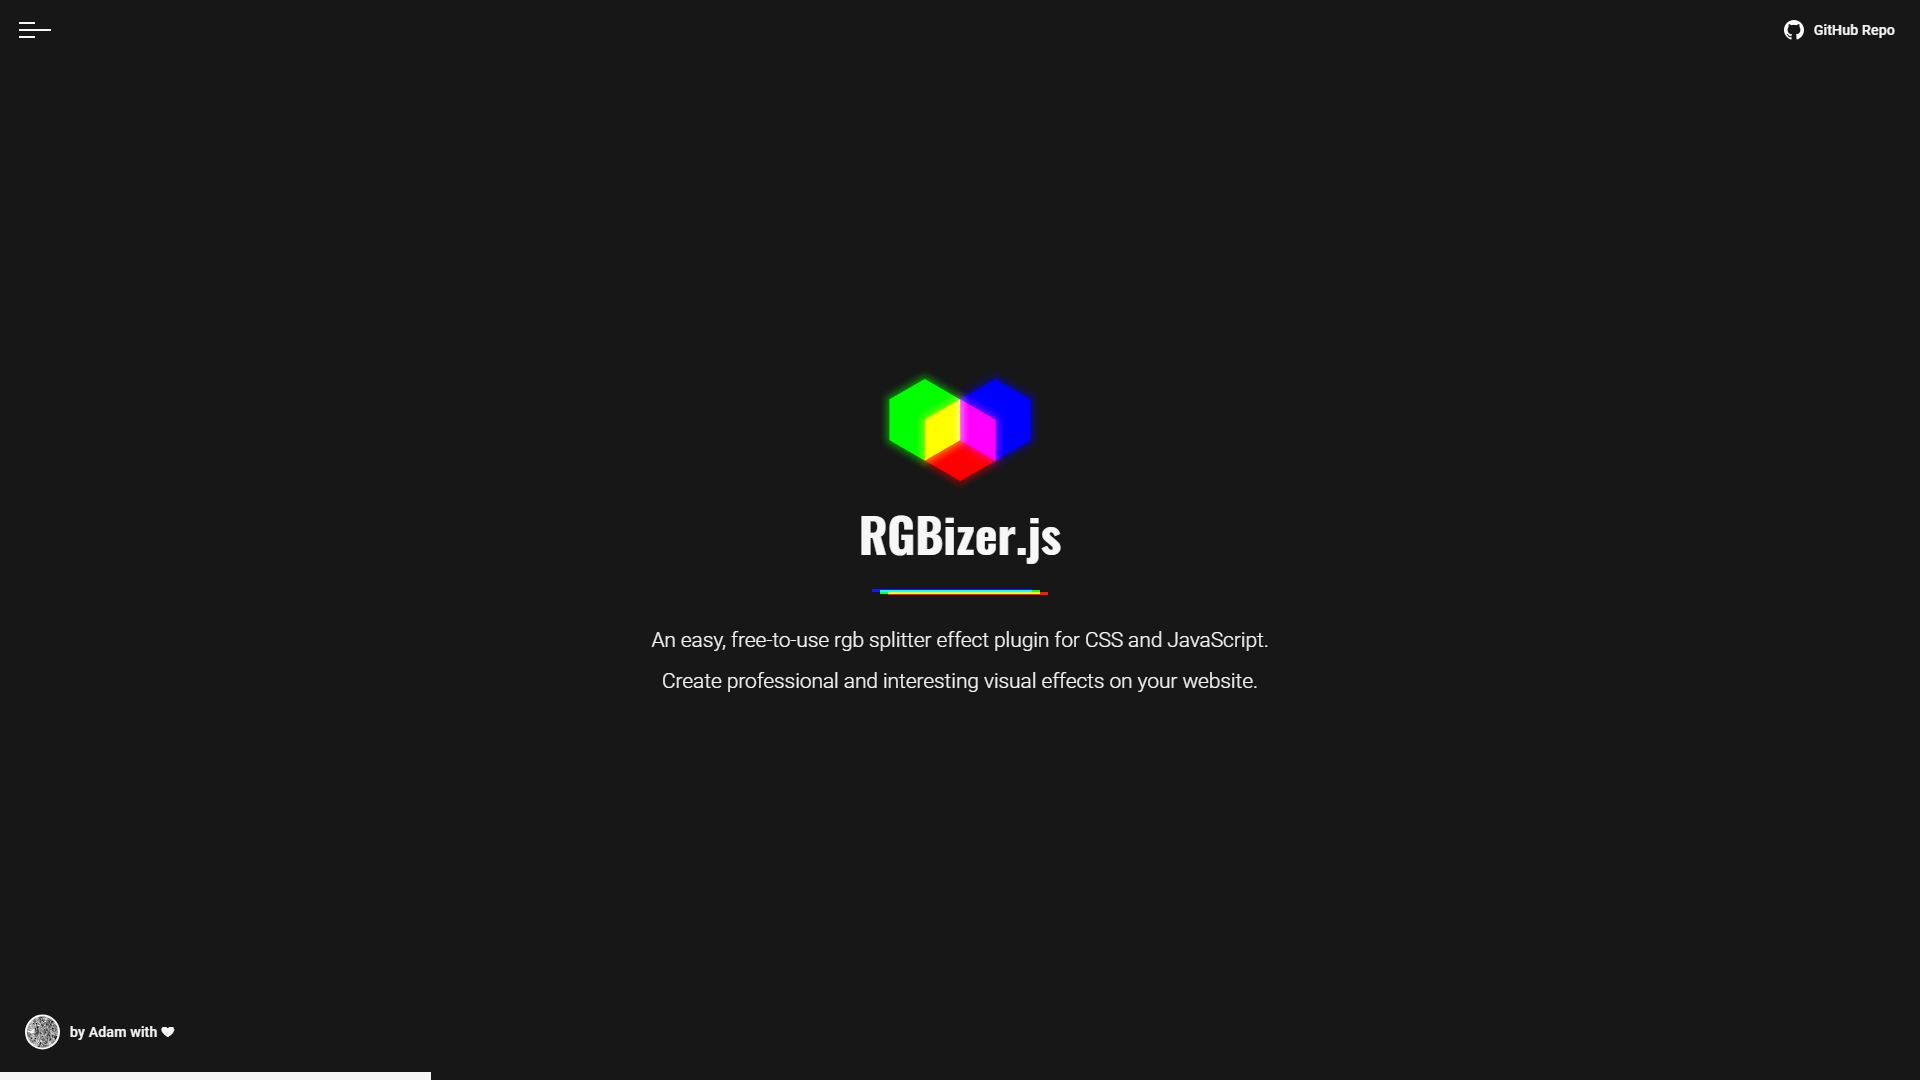 GitHub Repo
RGBizer.js
An easy, free-to-use rgb splitter effect plugin for CSS and JavaScript.
Create professional and interesting visual effects on your website.
by Adam with ❤